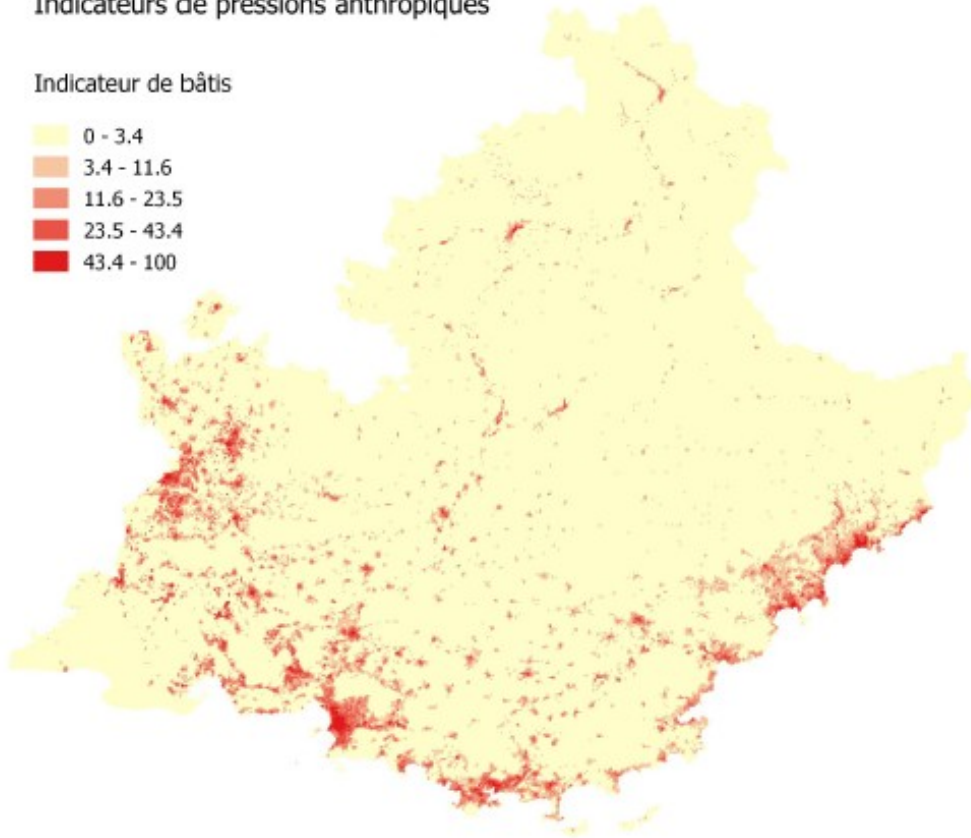 Indicateurs de pressions anthropiques
Indicateur de bâtis
0 - 3.4
3.4 - 11.6
11.6 - 23.5
23.5 - 43.4
43.4 - 100